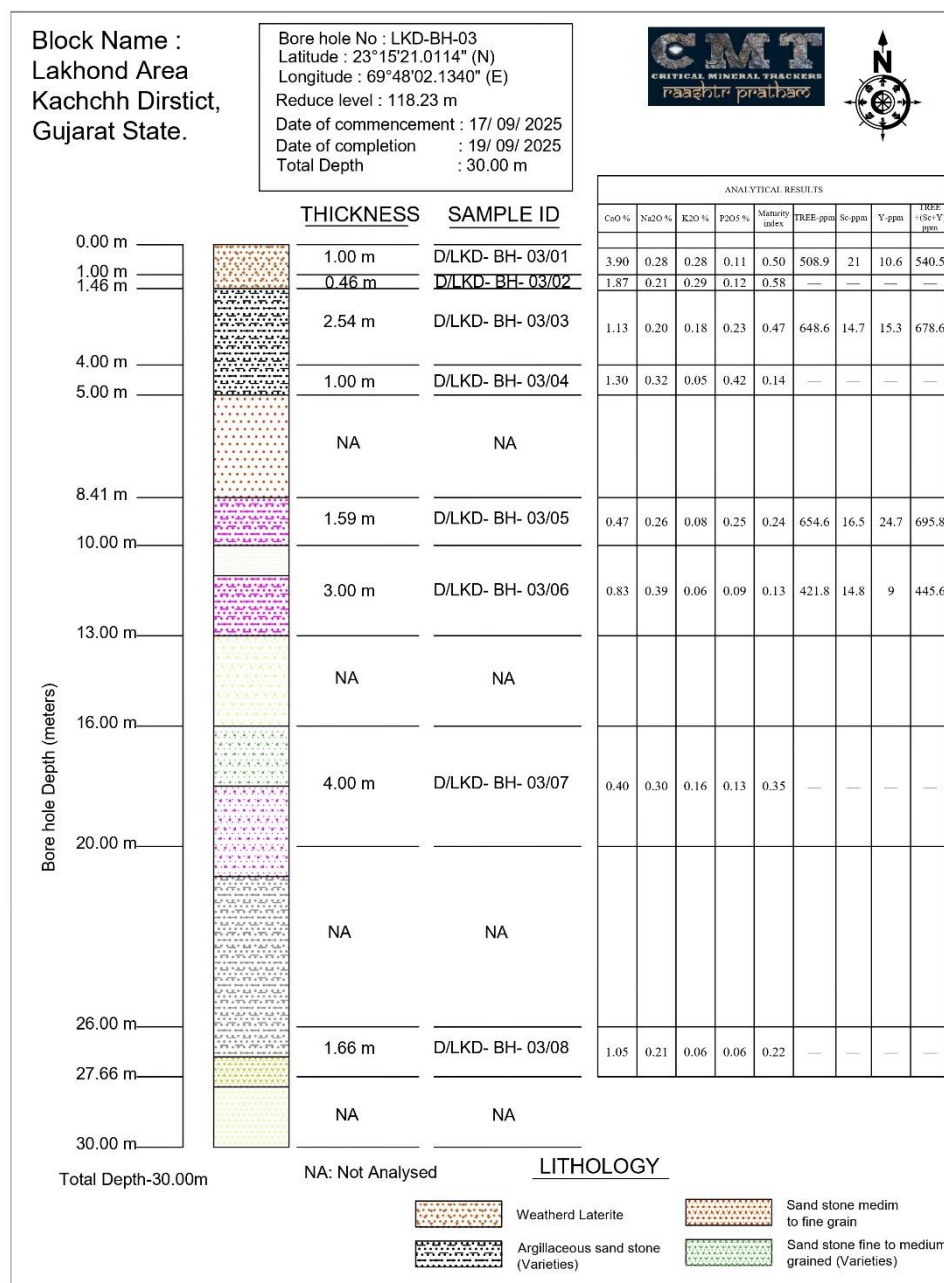 Block Name :
Lakhond Area
Kachchh Dirstict,
Gujarat State.
Bore hole No : LKD-BH-03
Latitude : 23°15'21.0114" (N)
Longitude : 69°48'02.1340" (E)
Reduce level : 118.23 m
Date of commencement : 17/ 09/ 2025
Date of completion : 19/ 09/ 2025
Total Depth : 30.00 m
CMT
CRITICAL MINERAL TRACKERS
raashtr pratham
N
ANALYTICAL RESULTS
THICKNESS SAMPLE ID CaO % Na2O % K2O % P2O5 % Maturity index TREE-ppm Sc-ppm Y-ppm TREE +(Sc+Y) ppm
0.00 m
1.00 m D/LKD- BH- 03/01 3.90 0.28 0.28 0.11 0.50 508.9 21 10.6 540.5
1.00 m
0.46 m D/LKD- BH- 03/02 1.87 0.21 0.29 0.12 0.58 — — — —
1.46 m
2.54 m D/LKD- BH- 03/03 1.13 0.20 0.18 0.23 0.47 648.6 14.7 15.3 678.6
4.00 m
1.00 m D/LKD- BH- 03/04 1.30 0.32 0.05 0.42 0.14 — — — —
5.00 m
NA NA
8.41 m
1.59 m D/LKD- BH- 03/05 0.47 0.26 0.08 0.25 0.24 654.6 16.5 24.7 695.8
10.00 m
3.00 m D/LKD- BH- 03/06 0.83 0.39 0.06 0.09 0.13 421.8 14.8 9 445.6
13.00 m
NA NA
16.00 m
4.00 m D/LKD- BH- 03/07 0.40 0.30 0.16 0.13 0.35 — — — —
20.00 m
NA NA
26.00 m
1.66 m D/LKD- BH- 03/08 1.05 0.21 0.06 0.06 0.22 — — — —
27.66 m
NA NA
30.00 m
Bore hole Depth (meters)
Total Depth-30.00m
NA: Not Analysed
LITHOLOGY
Weatherd Laterite
Sand stone medim
to fine grain
Argillaceous sand stone
(Varieties)
Sand stone fine to medium
grained (Varieties)